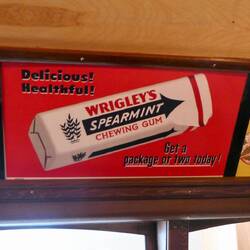 Delicious!
Healthful!
WRIGLEY'S
SPEARMINT
CHEWING GUM
Get a
package or two today!